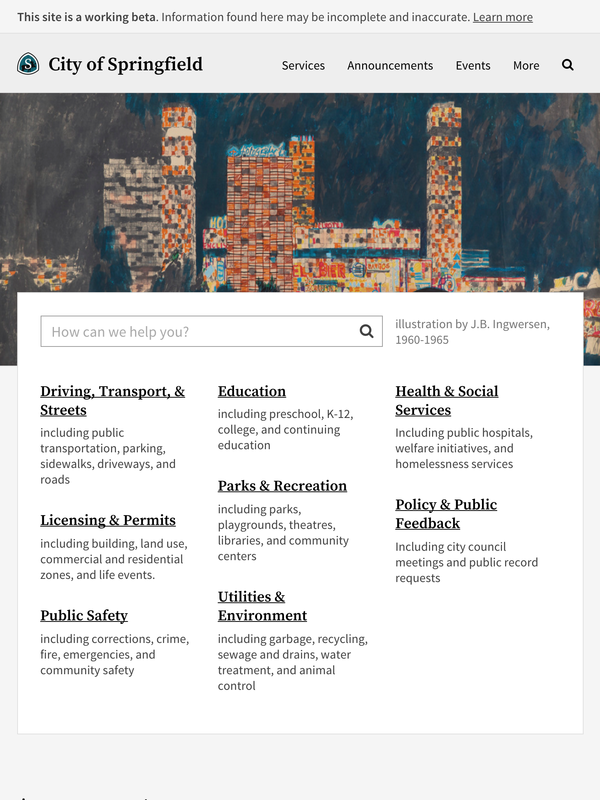 This site is a working beta. Information found here may be incomplete and inaccurate. Learn more
S
City of Springfield
Services
Announcements
Events
More
How can we help you?
illustration by J.B. Ingwersen,
1960-1965
Driving, Transport, &
Streets
including public
transportation, parking,
sidewalks, driveways, and
roads
Licensing & Permits
including building, land use,
commercial and residential
zones, and life events.
Public Safety
including corrections, crime,
fire, emergencies, and
community safety
Education
including preschool, K-12,
college, and continuing
education
Parks & Recreation
including parks,
playgrounds, theatres,
libraries, and community
centers
Utilities &
Environment
including garbage, recycling,
sewage and drains, water
treatment, and animal
control
Health & Social
Services
Including public hospitals,
welfare initiatives, and
homelessness services
Policy & Public
Feedback
Including city council
meetings and public record
requests